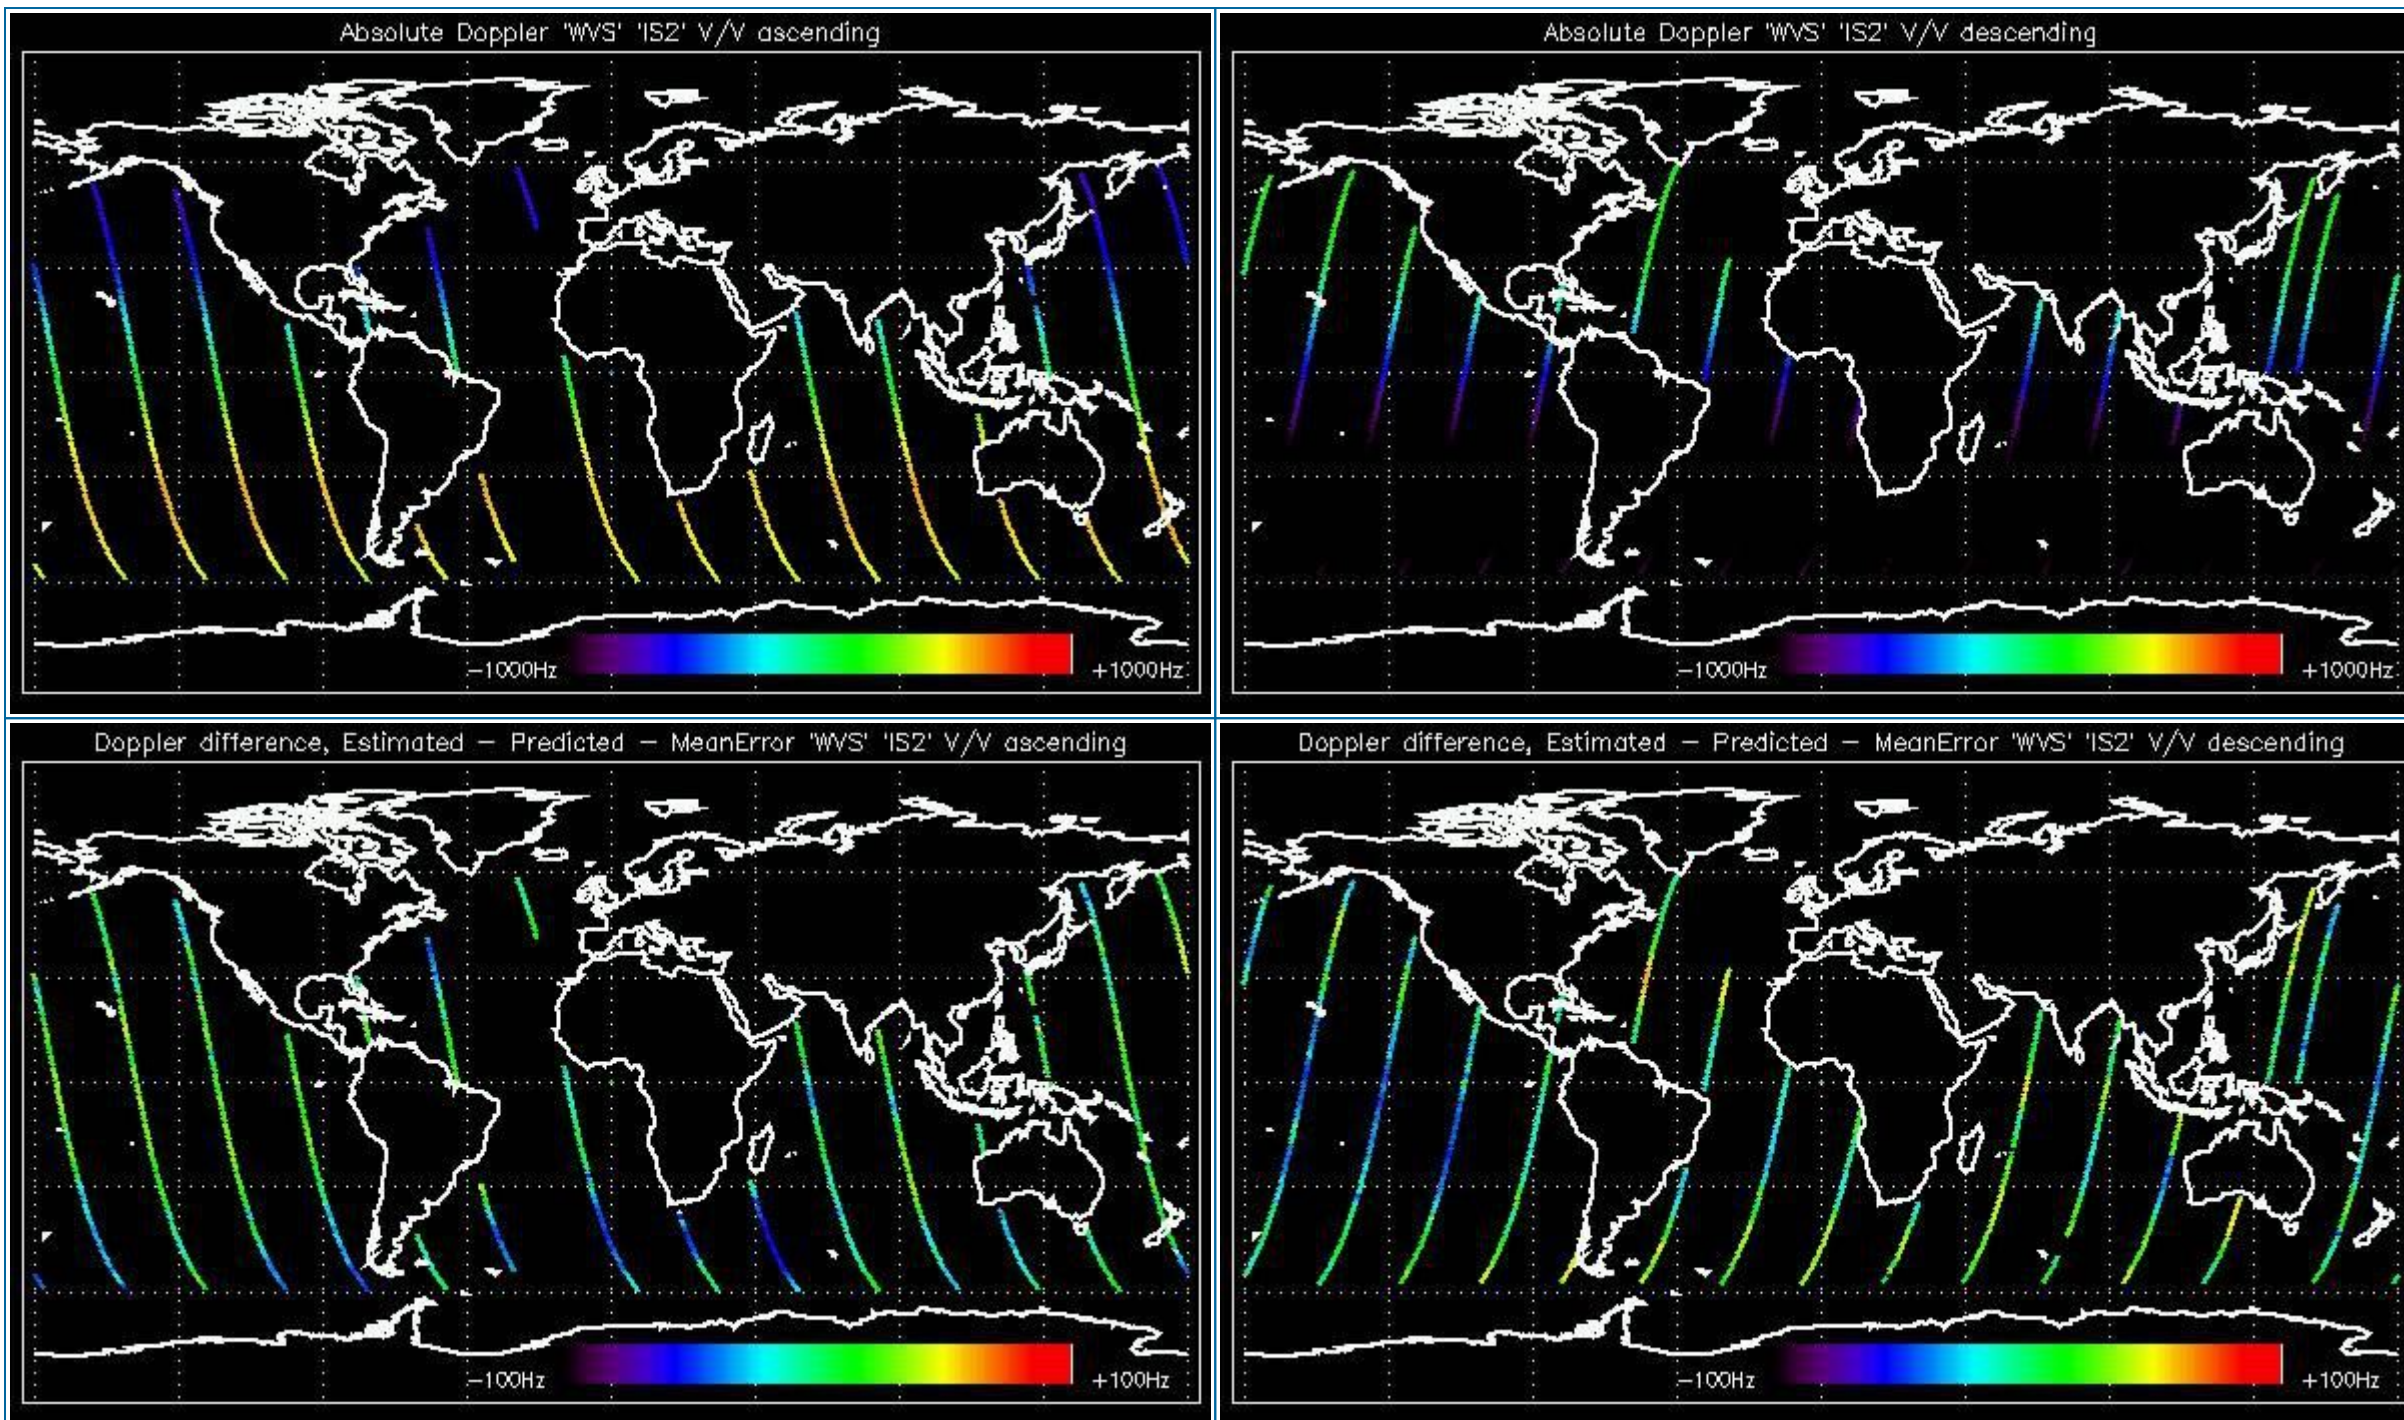 Absolute Doppler 'WVS' 'IS2' V/V ascending
-1000Hz
+1000Hz
Absolute Doppler 'WVS' 'IS2' V/V descending
-1000Hz
+1000Hz
Doppler difference, Estimated - Predicted - MeanError 'WVS' 'IS2' V/V ascending
-100Hz
+100Hz
Doppler difference, Estimated - Predicted - MeanError 'WVS' 'IS2' V/V descending
-100Hz
+100Hz